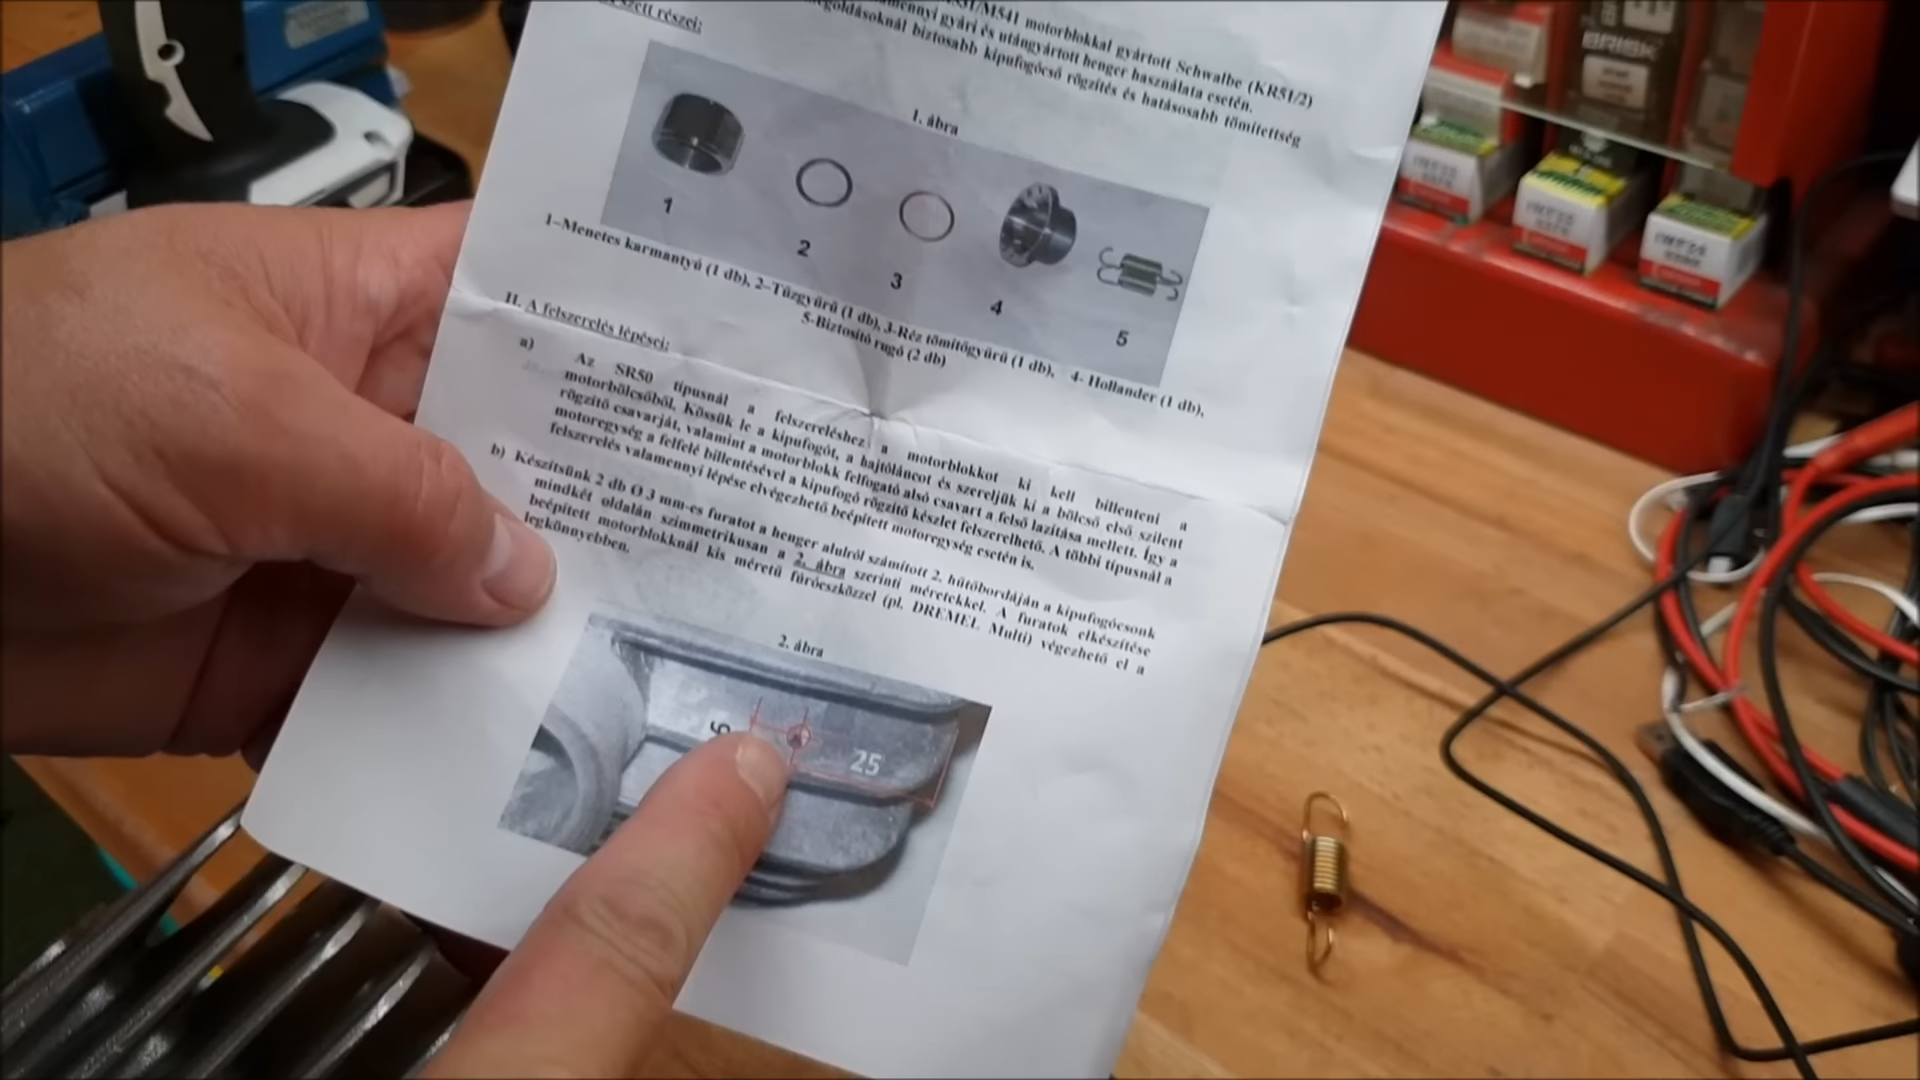 motorblokkal gyártott Schwalbe (KR51/2)
gyári és utángyártott henger használata esetén.
biztosabb kipufogócső rögzítés és hatásosabb tömítettség
szett részei:
1. ábra
1
2
3
4
5
1–Menetes karmantyú (1 db), 2–Tűzgyűrű (1 db), 3-Réz tömítőgyűrű (1 db), 4- Hollander (1 db),
5-Biztosító rugó (2 db)
II. A felszerelés lépései:
a) Az SR50 típusnál a felszereléshez a motorblokkot ki kell billenteni a
motorbölcsőből. Kössük le a kipufogót, a hajtóláncot és szereljük ki a bölcső első szilent
rögzítő csavarját, valamint a motorblokk felfogató alsó csavart a felső lazítása mellett. Így a
motoregység a felfelé billentésével a kipufogó rögzítő készlet felszerelhető. A többi típusnál a
felszerelés valamennyi lépése elvégezhető beépített motoregység esetén is.
b) Készítsünk 2 db Ø 3 mm-es furatot a henger alulról számított 2. hűtőbordáján a kipufogócsonk
mindkét oldalán szimmetrikusan a 2. ábra szerinti méretekkel. A furatok elkészítése
beépített motorblokknál kis méretű fúróeszközzel (pl. DREMEL Multi) végezhető el a
legkönnyebben.
2. ábra
25
BRISK